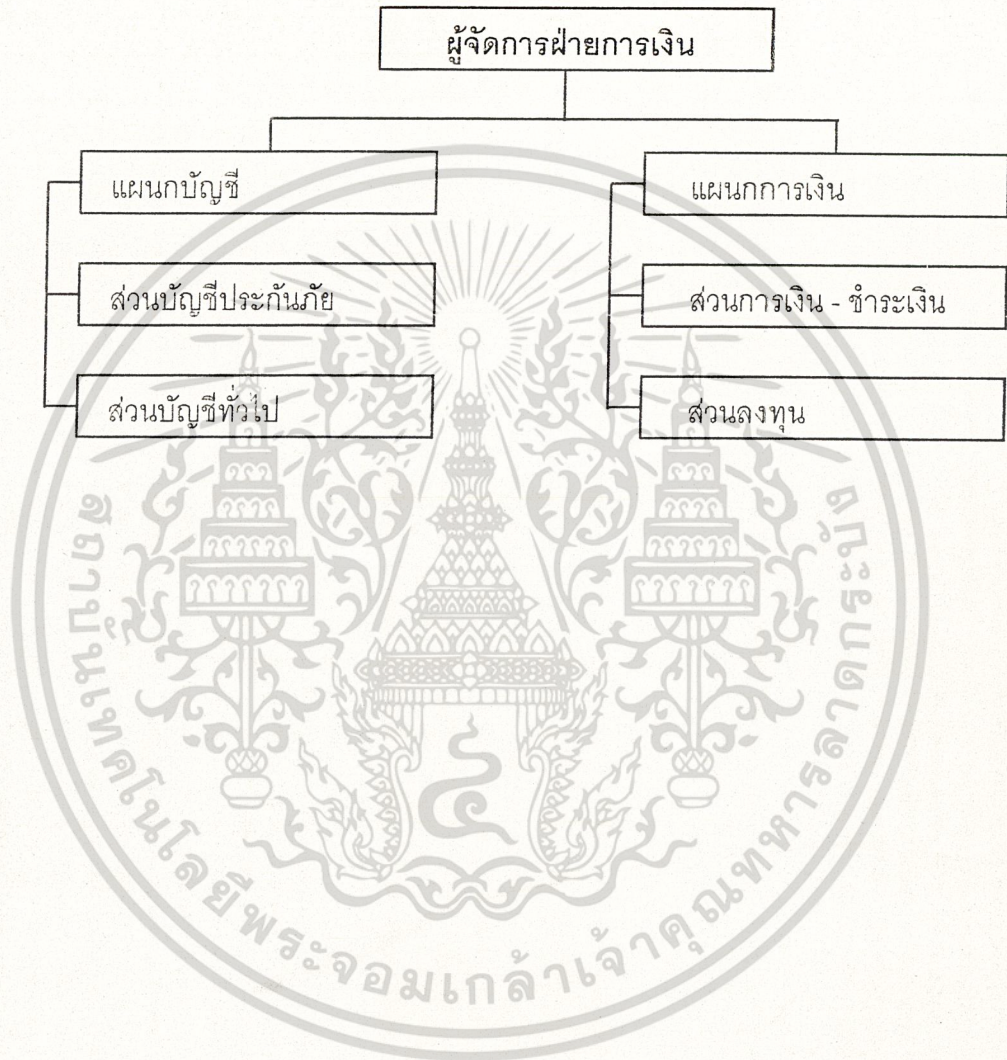 ผู้จัดการฝ่ายการเงิน
แผนกบัญชี
แผนกการเงิน
ส่วนบัญชีประกันภัย
ส่วนการเงิน - ชำระเงิน
ส่วนบัญชีทั่วไป
ส่วนลงทุน
สถาบันเทคโนโลยีพระจอมเกล้าเจ้าคุณทหารลาดกระบัง
๔